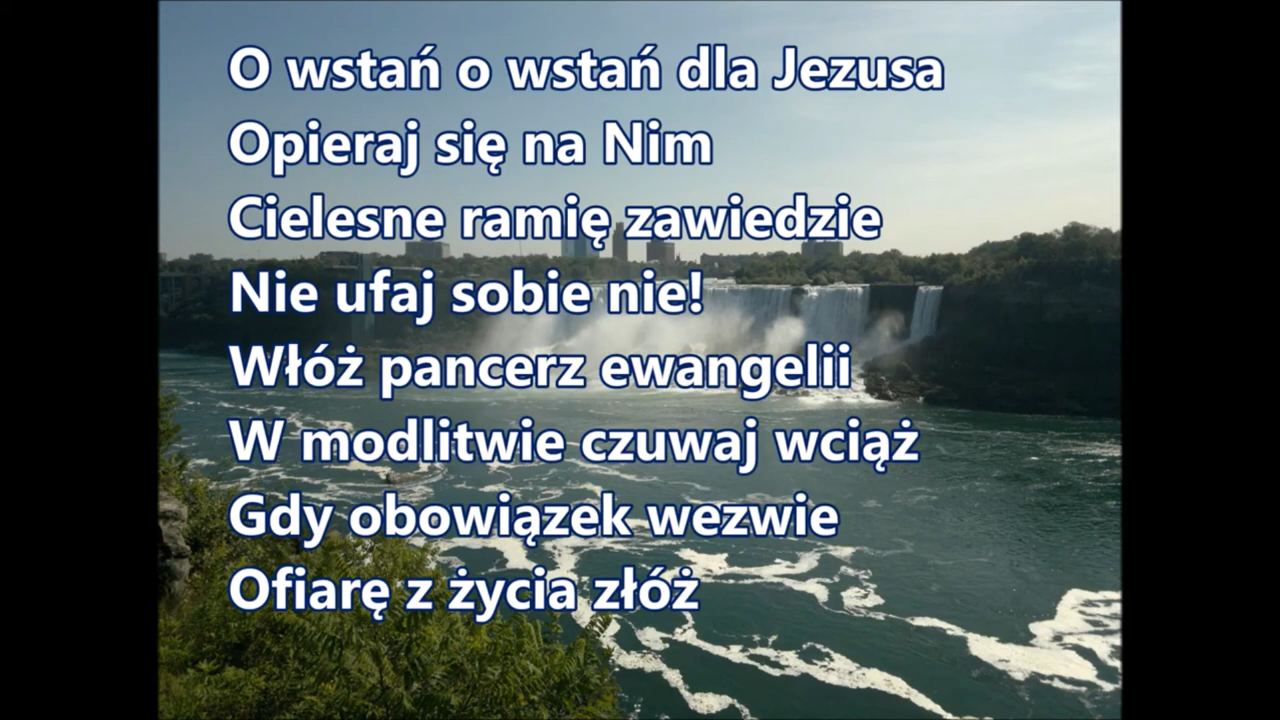 O wstań o wstań dla Jezusa
Opieraj się na Nim
Cielesne ramię zawiedzie
Nie ufaj sobie nie!
Włóż pancerz ewangelii
W modlitwie czuwaj wciąż
Gdy obowiązek wezwie
Ofiarę z życia złóż